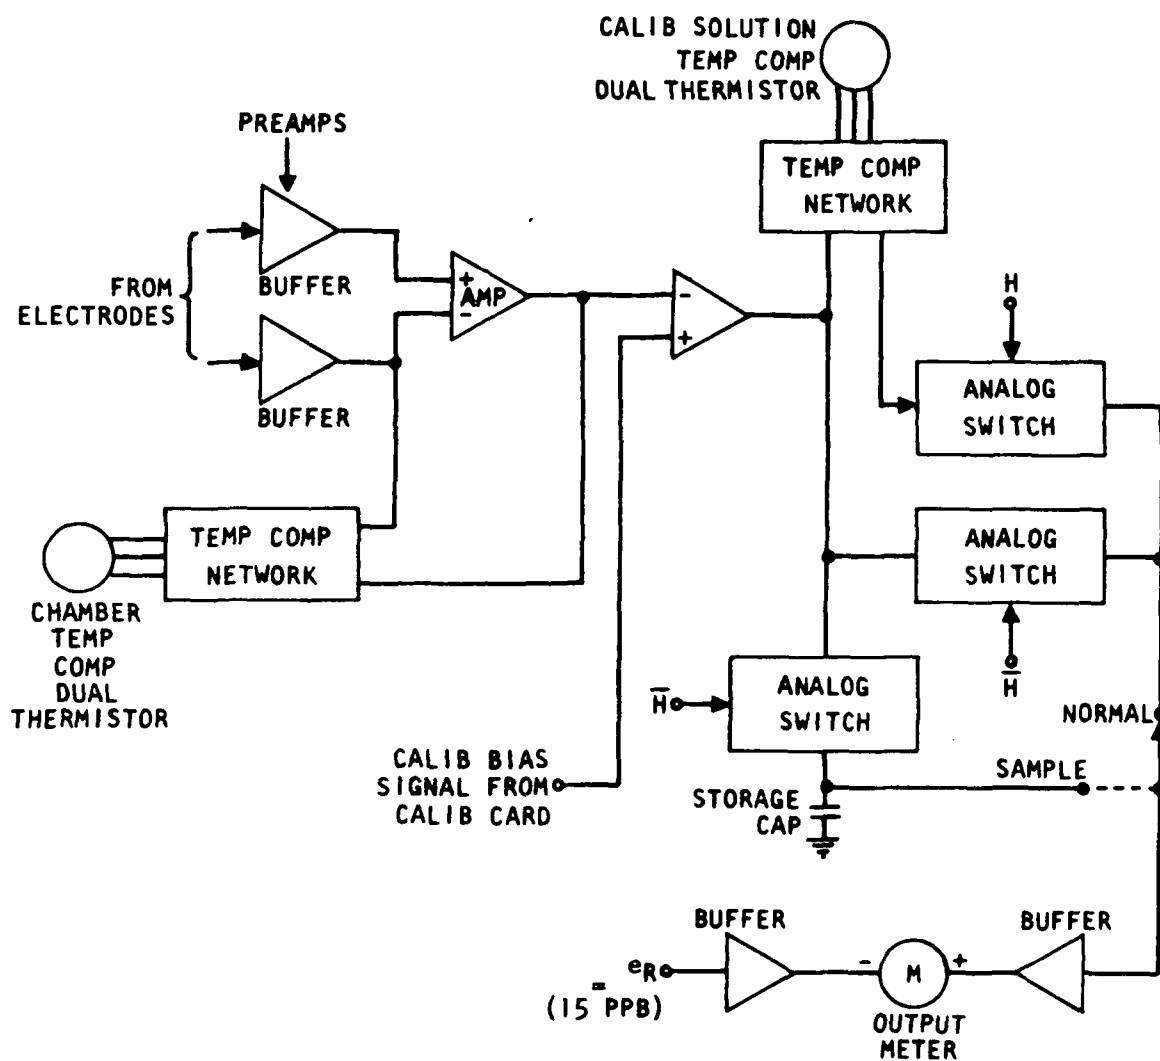 CALIB SOLUTION
TEMP COMP
DUAL THERMISTOR
PREAMPS
TEMP COMP
NETWORK
BUFFER
FROM
ELECTRODES
+
AMP
-
BUFFER
-
+
H
ANALOG
SWITCH
TEMP COMP
NETWORK
ANALOG
SWITCH
CHAMBER
TEMP
COMP
DUAL
THERMISTOR
H̅
ANALOG
SWITCH
H̅
NORMAL
CALIB BIAS
SIGNAL FROM
CALIB CARD
SAMPLE
STORAGE
CAP
BUFFER
BUFFER
eR
=
(15 PPB)
-
M
+
OUTPUT
METER